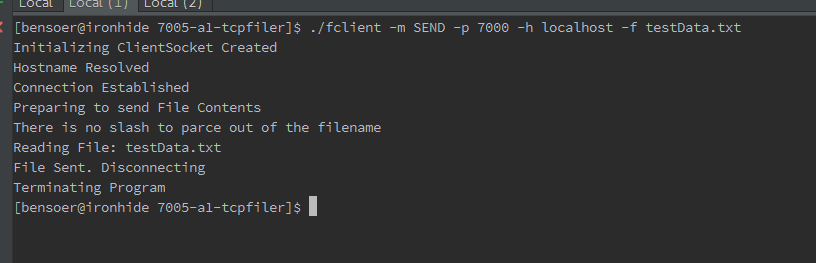 Local Local (1) Local (2)
[bensoer@ironhide 7005-a1-tcpfiler]$ ./fclient -m SEND -p 7000 -h localhost -f testData.txt
Initializing ClientSocket Created
Hostname Resolved
Connection Established
Preparing to send File Contents
There is no slash to parce out of the filename
Reading File: testData.txt
File Sent. Disconnecting
Terminating Program
[bensoer@ironhide 7005-a1-tcpfiler]$